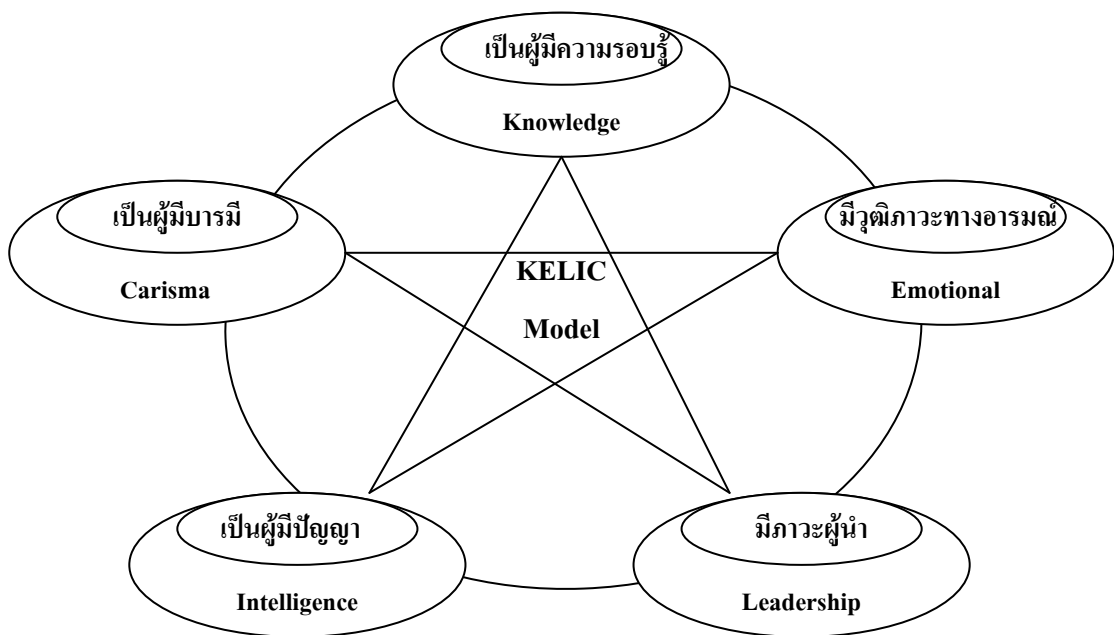 เป็นผู้มีความรอบรู้
Knowledge
เป็นผู้มีบารมี
Carisma
มีวุฒิภาวะทางอารมณ์
Emotional
KELIC
Model
เป็นผู้มีปัญญา
Intelligence
มีภาวะผู้นำ
Leadership